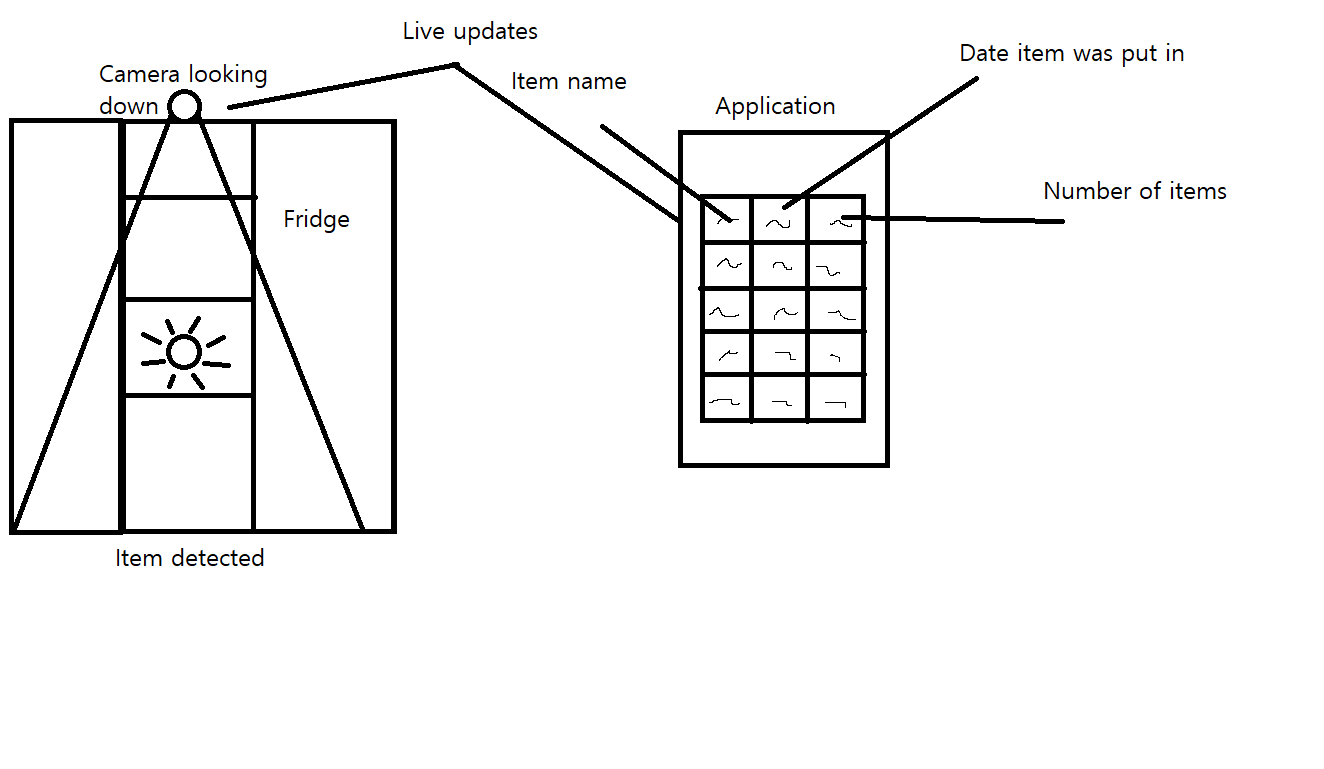 Live updates
Date item was put in
Camera looking
down
Item name
Application
Number of items
Fridge
Item detected